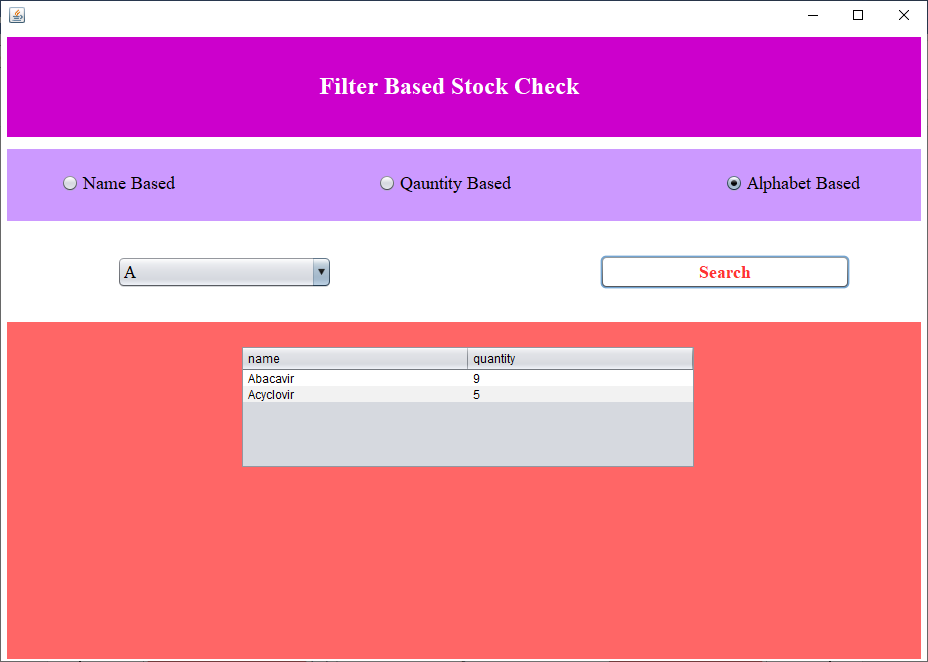 Filter Based Stock Check
Name Based Qauntity Based Alphabet Based
A Search
name quantity
Abacavir 9
Acyclovir 5